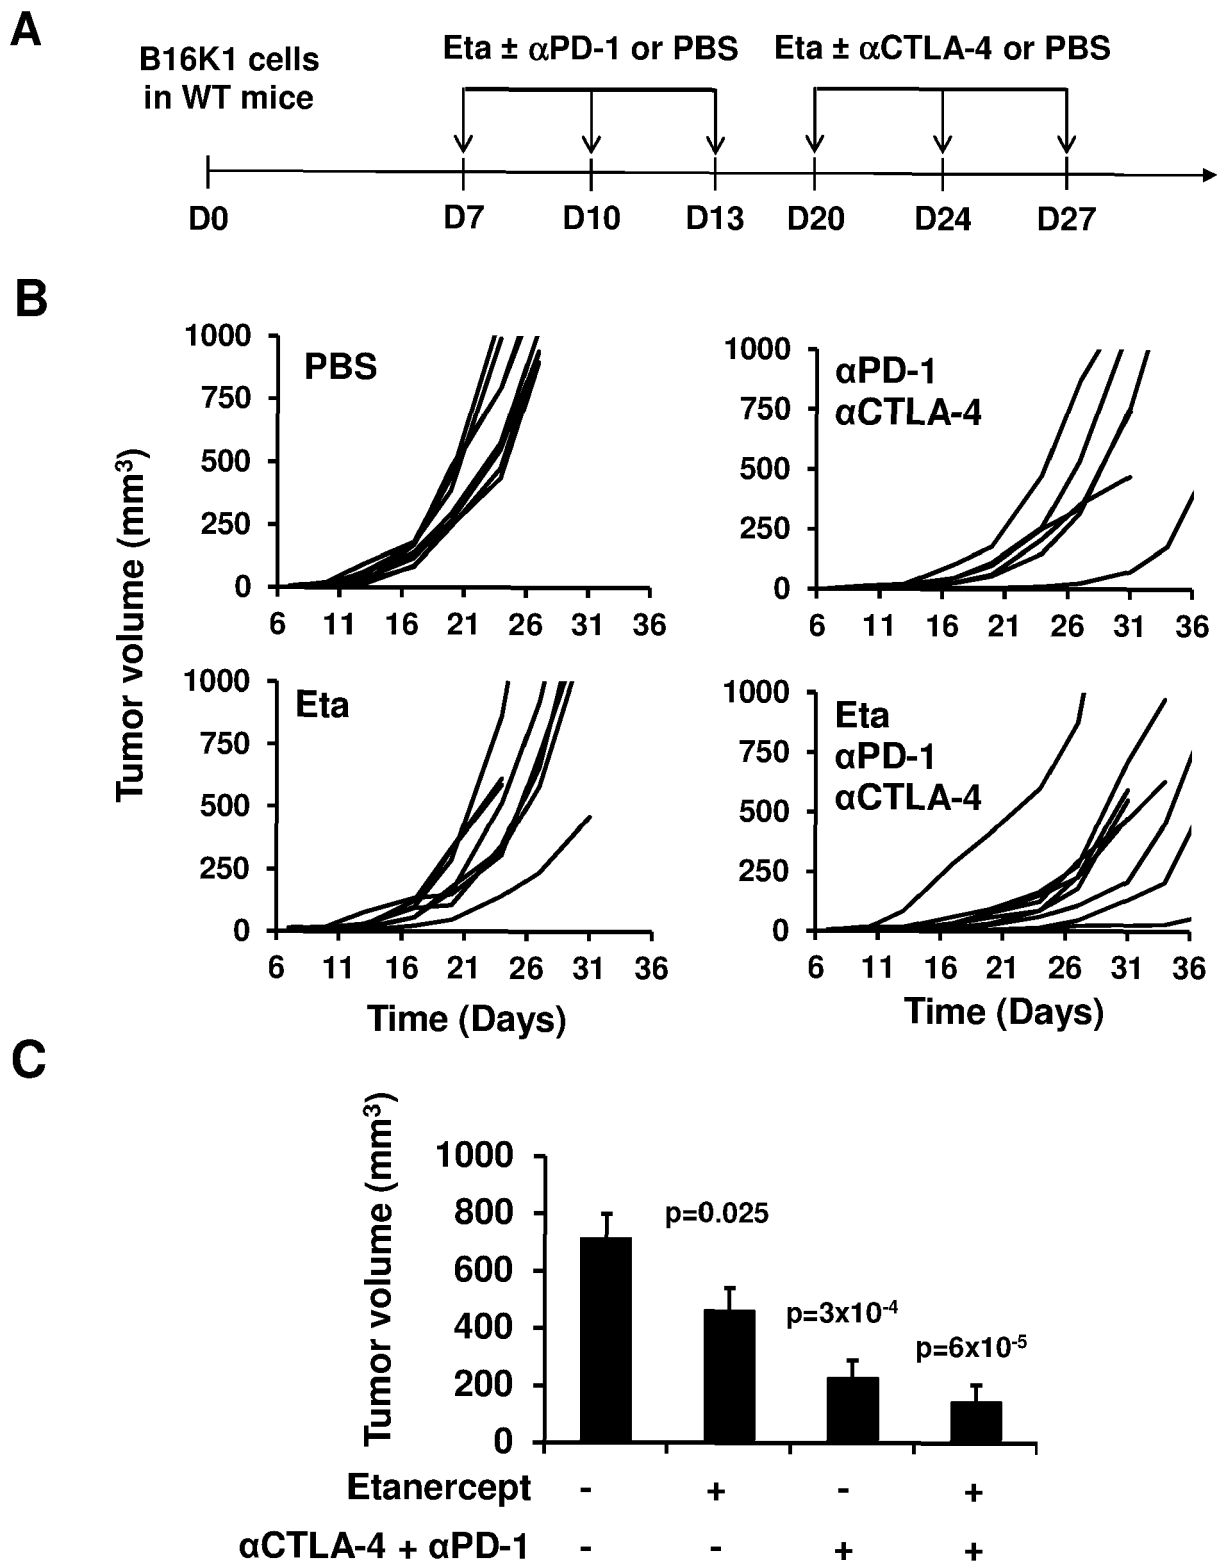 A
B16K1 cells
in WT mice
Eta ± αPD-1 or PBS
Eta ± αCTLA-4 or PBS
D0
D7
D10
D13
D20
D24
D27
B
Tumor volume (mm³)
1000
750
500
250
0
PBS
6 11 16 21 26 31 36
1000
750
500
250
0
αPD-1
αCTLA-4
6 11 16 21 26 31 36
1000
750
500
250
0
Eta
6 11 16 21 26 31 36
Time (Days)
1000
750
500
250
0
Eta
αPD-1
αCTLA-4
6 11 16 21 26 31 36
Time (Days)
C
Tumor volume (mm³)
1000
800
600
400
200
0
p=0.025
p=3x10⁻⁴
p=6x10⁻⁵
Etanercept - + - +
αCTLA-4 + αPD-1 - - + +